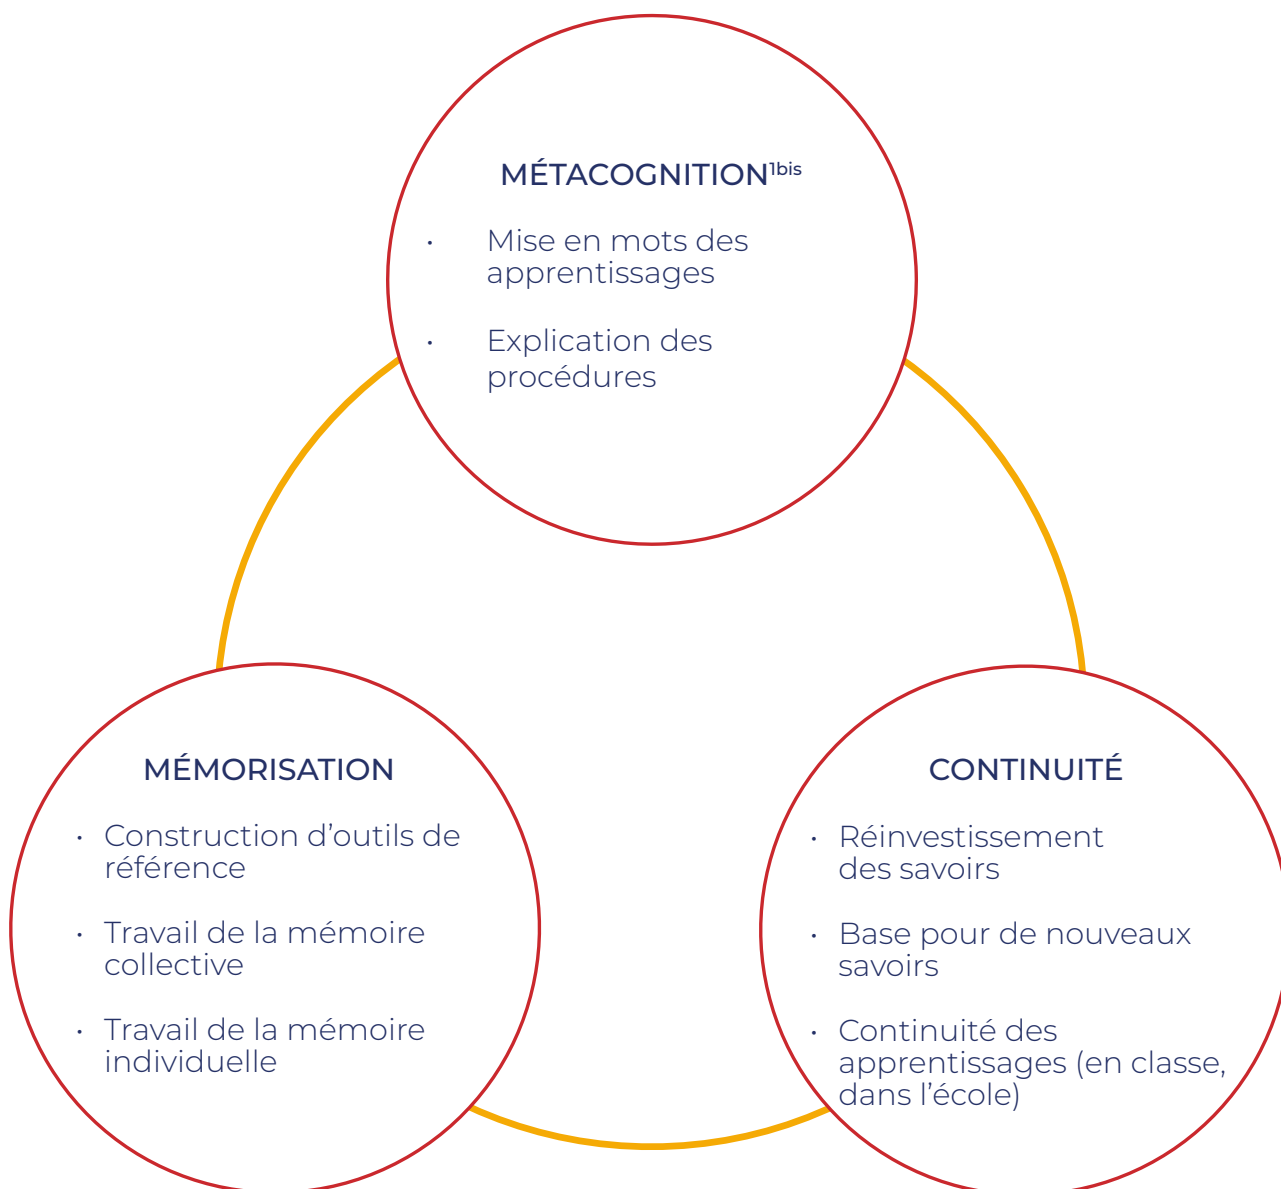 MÉTACOGNITION1bis
· Mise en mots des
apprentissages
· Explication des
procédures
MÉMORISATION
· Construction d’outils de
référence
· Travail de la mémoire
collective
· Travail de la mémoire
individuelle
CONTINUITÉ
· Réinvestissement
des savoirs
· Base pour de nouveaux
savoirs
· Continuité des
apprentissages (en classe,
dans l’école)